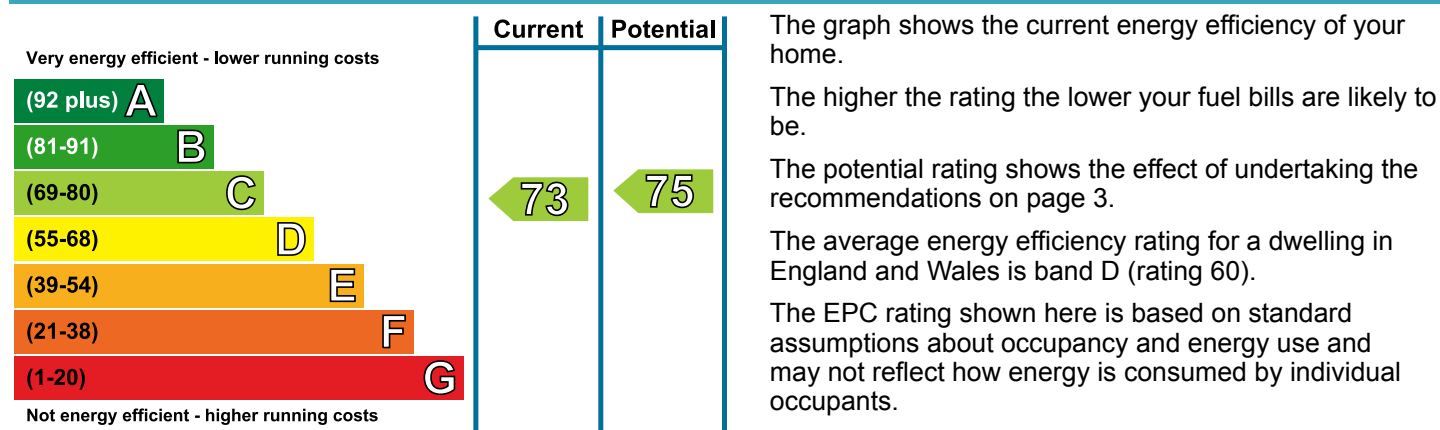 Current Potential
Very energy efficient - lower running costs
(92 plus) A
(81-91) B
(69-80) C
(55-68) D
(39-54) E
(21-38) F
(1-20) G
Not energy efficient - higher running costs
73
75
The graph shows the current energy efficiency of your
home.
The higher the rating the lower your fuel bills are likely to
be.
The potential rating shows the effect of undertaking the
recommendations on page 3.
The average energy efficiency rating for a dwelling in
England and Wales is band D (rating 60).
The EPC rating shown here is based on standard
assumptions about occupancy and energy use and
may not reflect how energy is consumed by individual
occupants.